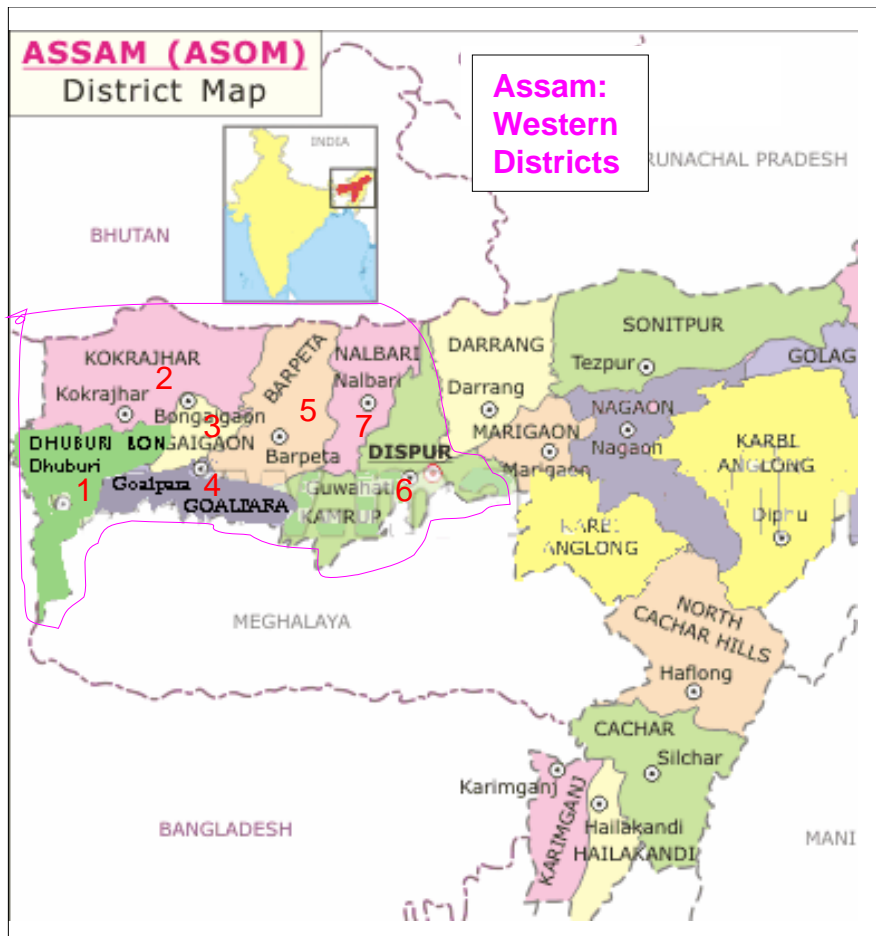 ASSAM (ASOM)
District Map
Assam:
Western
Districts
INDIA
RUNACHAL PRADESH
BHUTAN
SONITPUR
KOKRAJHAR
NALBARI
DARRANG
Tezpur
GOLAG
BARPETA
2
Nalbari
Kokrajhar
Darrang
NAGAON
Bongaigaon
5
3
7
MARIGAON
Nagaon
KARBI
ANGLONG
DHUBURI BON
GAIGAON
Dhuburi
Barpeta
DISPUR
Marigaon
1
Goalpara
4
Guwahati
6
GOALPARA
KAMRUP
Diphu
KARBI
ANGLONG
MEGHALAYA
NORTH
CACHAR HILLS
Haflong
CACHAR
Silchar
Karimganj
KARIMGANJ
Hailakandi
HAILAKANDI
BANGLADESH
MANI